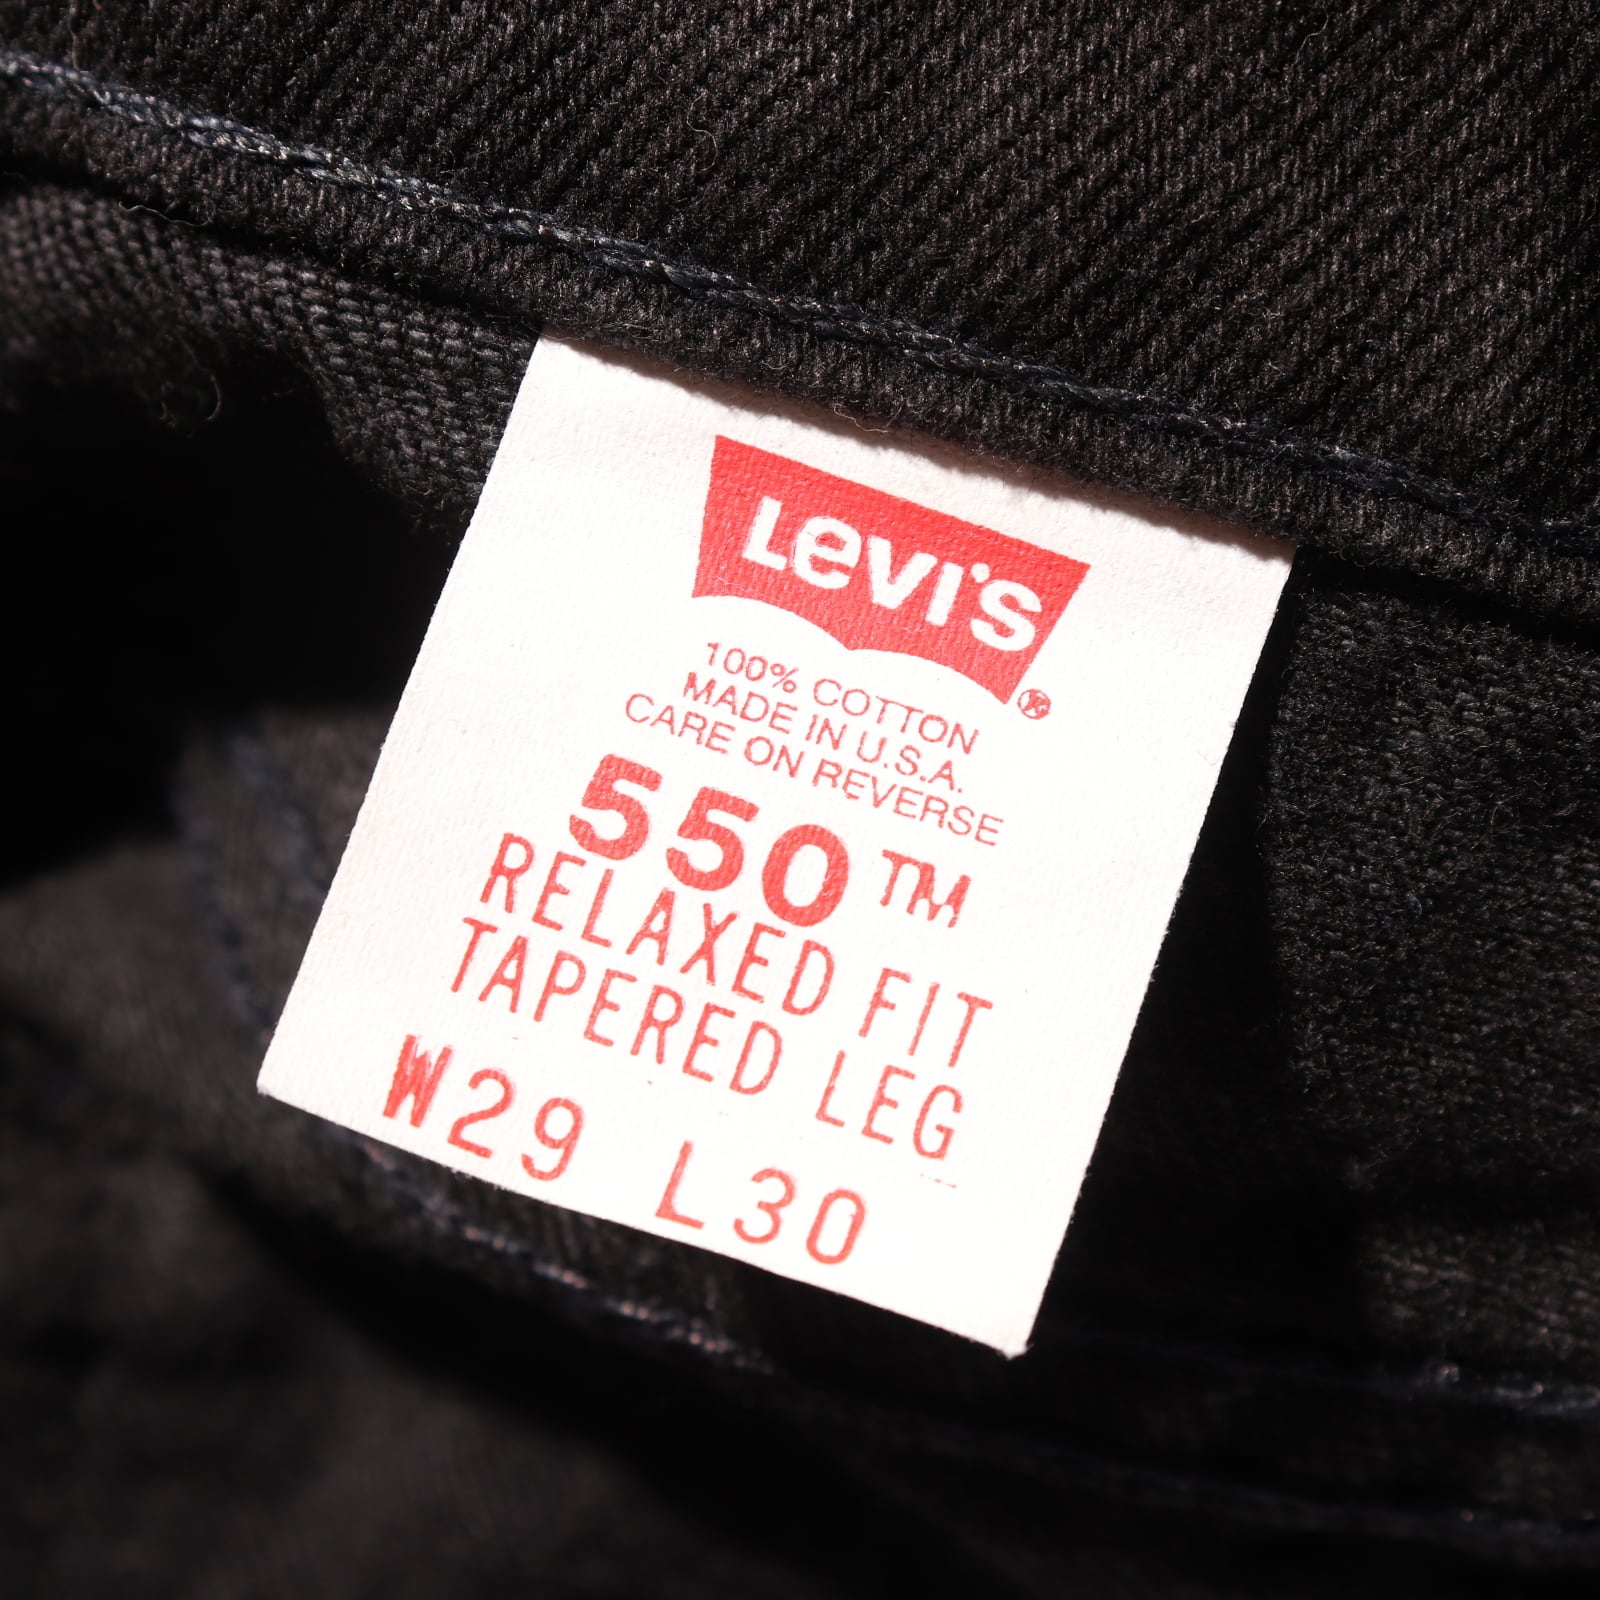 Levi's®
100% COTTON
MADE IN U.S.A.
CARE ON REVERSE
550™
RELAXED FIT
TAPERED LEG
W29 L30